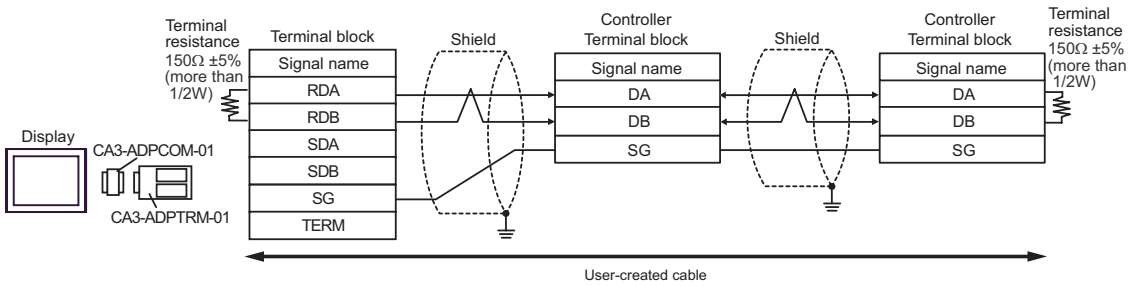 Terminal
resistance
150Ω ±5%
(more than
1/2W)
Terminal block
Signal name
RDA
RDB
SDA
SDB
SG
TERM
Shield
Controller
Terminal block
Signal name
DA
DB
SG
Shield
Controller
Terminal block
Signal name
DA
DB
SG
Terminal
resistance
150Ω ±5%
(more than
1/2W)
Display
CA3-ADPCOM-01
CA3-ADPTRM-01
User-created cable